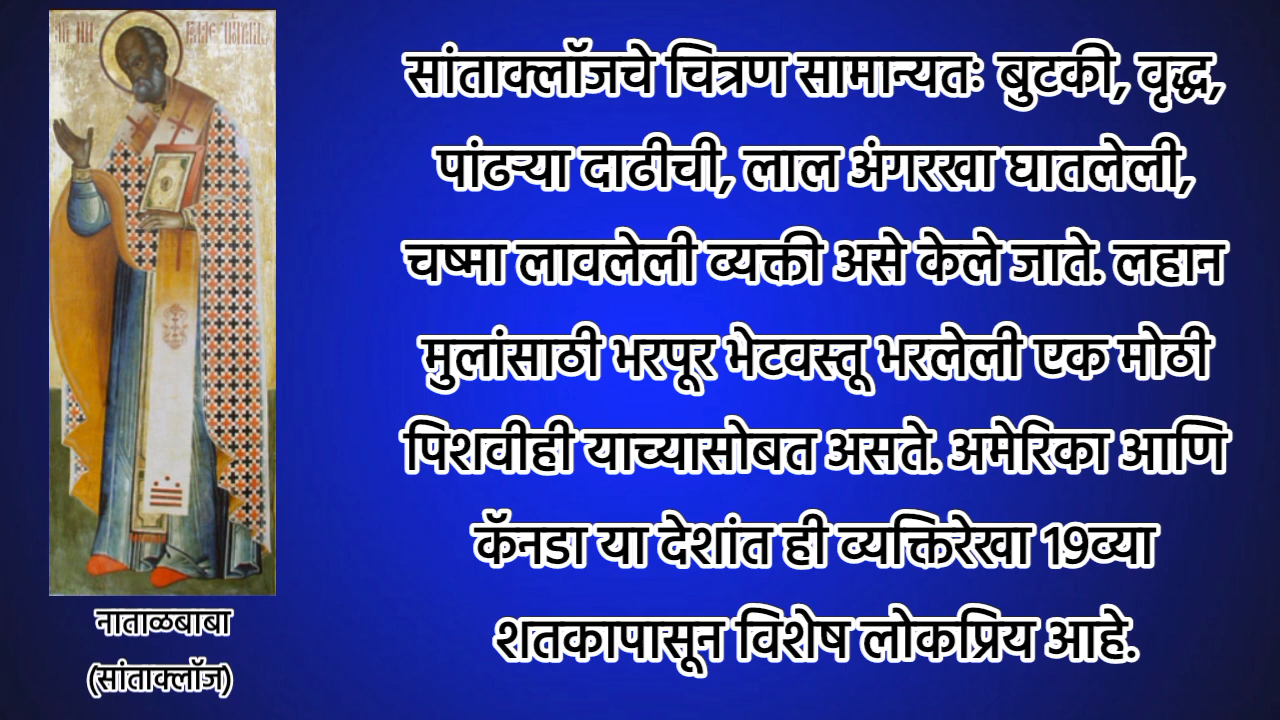 सांताक्लॉजचे चित्रण सामान्यतः बुटकी, वृद्ध,
पांढऱ्या दाढीची, लाल अंगरखा घातलेली,
चष्मा लावलेली व्यक्ती असे केले जाते. लहान
मुलांसाठी भरपूर भेटवस्तू भरलेली एक मोठी
पिशवीही याच्यासोबत असते. अमेरिका आणि
कॅनडा या देशांत ही व्यक्तिरेखा 19व्या
शतकापासून विशेष लोकप्रिय आहे.
नाताळबाबा
(सांताक्लॉज)